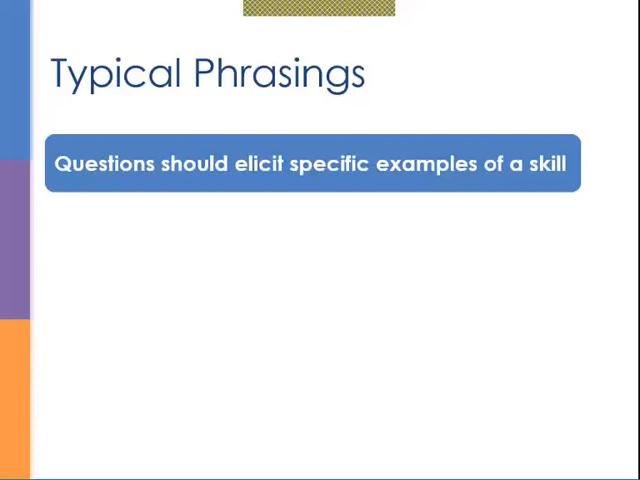 Typical Phrasings
Questions should elicit specific examples of a skill